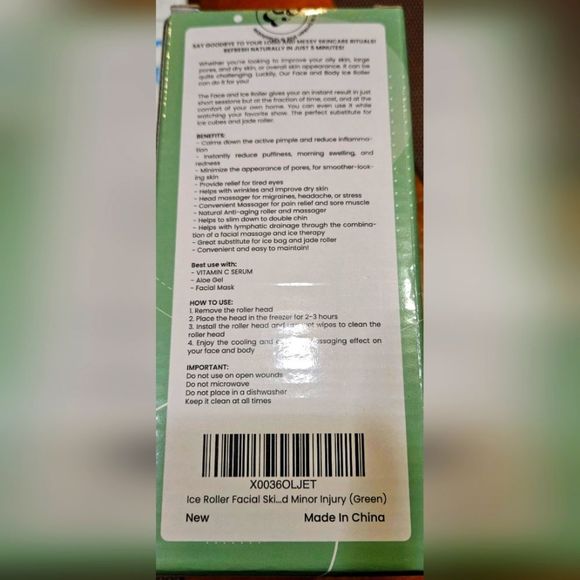 SAY GOODBYE TO YOUR LONG AND MESSY SKINCARE RITUALS!
REFRESH NATURALLY IN JUST 5 MINUTES!
Whether you're looking to improve your oily skin, large
pores, and dry skin, or overall skin appearance. It can be
quite challenging. Luckily, Our Face and Body Ice Roller
can do it for you!
The Face and Ice Roller gives your an instant result in just
short sessions but at the fraction of time, cost, and at the
comfort of your own home. You can even use it while
watching your favorite show. The perfect substitute for
ice cubes and jade roller.
BENEFITS:
- Calms down the active pimple and reduce inflamma-
tion
- Instantly reduce puffiness, morning swelling, and
redness
- Minimize the appearance of pores, for smoother-look-
ing skin
- Provide relief for tired eyes
- Helps with wrinkles and improve dry skin
- Head massager for migraines, headache, or stress
- Convenient Massager for pain relief and sore muscle
- Natural Anti-aging roller and massager
- Helps to slim down to double chin
- Helps with lymphatic drainage through the combina-
tion of a facial massage and ice therapy
- Great substitute for ice bag and jade roller
- Convenient and easy to maintain!
Best use with:
- VITAMIN C SERUM
- Aloe Gel
- Facial Mask
HOW TO USE:
1. Remove the roller head
2. Place the head in the freezer for 2-3 hours
3. Install the roller head and wipes to clean the
roller head
4. Enjoy the cooling and massaging effect on
your face and body
IMPORTANT:
Do not use on open wounds
Do not microwave
Do not place in a dishwasher
Keep it clean at all times
X0036OLJET
Ice Roller Facial Ski...d Minor Injury (Green)
New Made In China